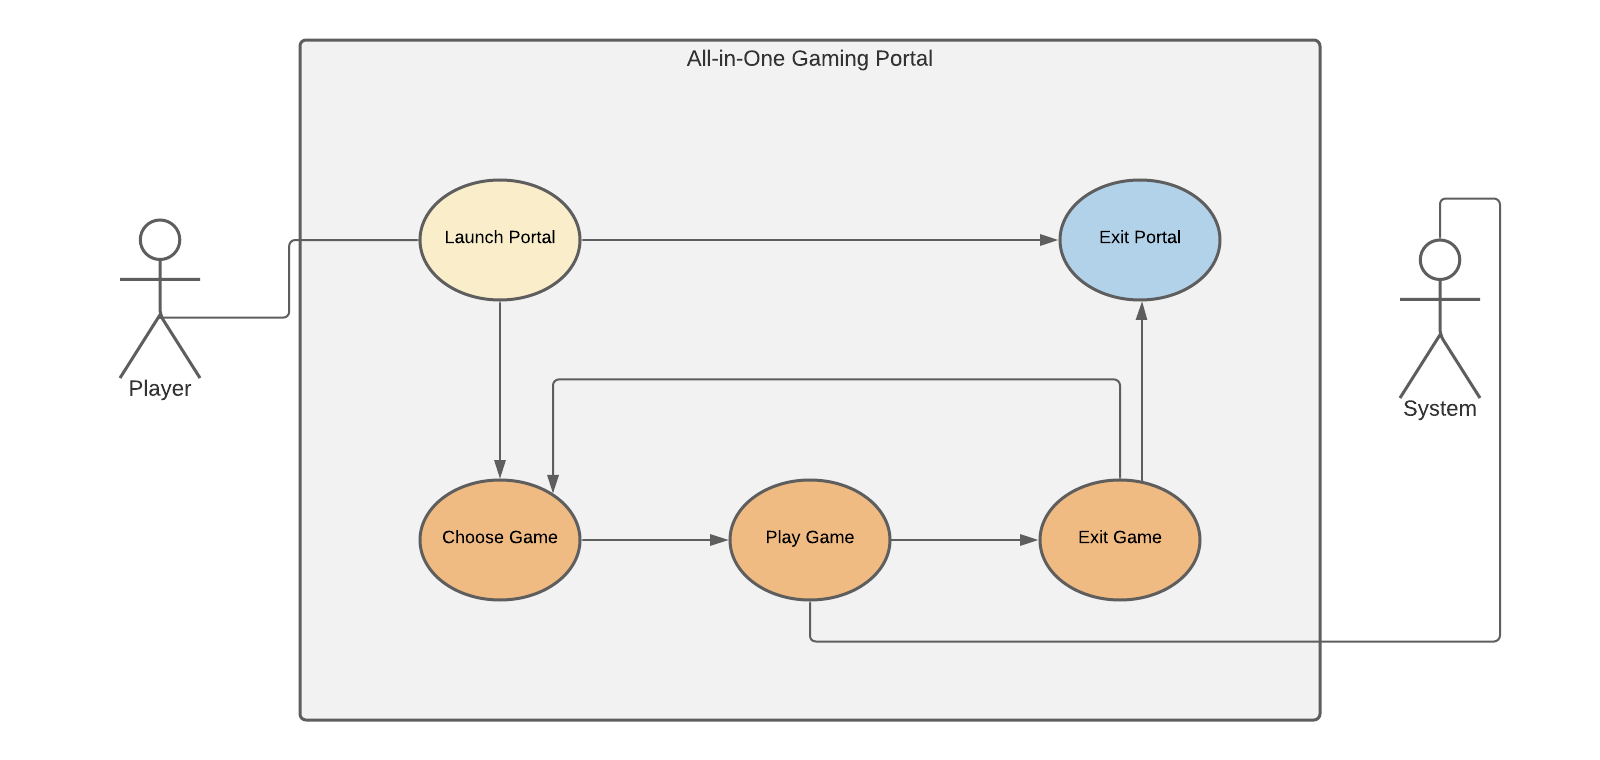 All-in-One Gaming Portal
Launch Portal
Exit Portal
Player
System
Choose Game
Play Game
Exit Game